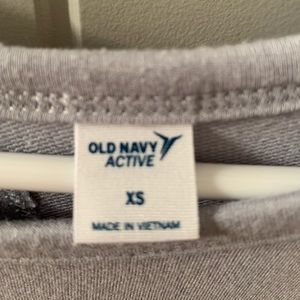 OLD NAVY
ACTIVE
XS
MADE IN VIETNAM